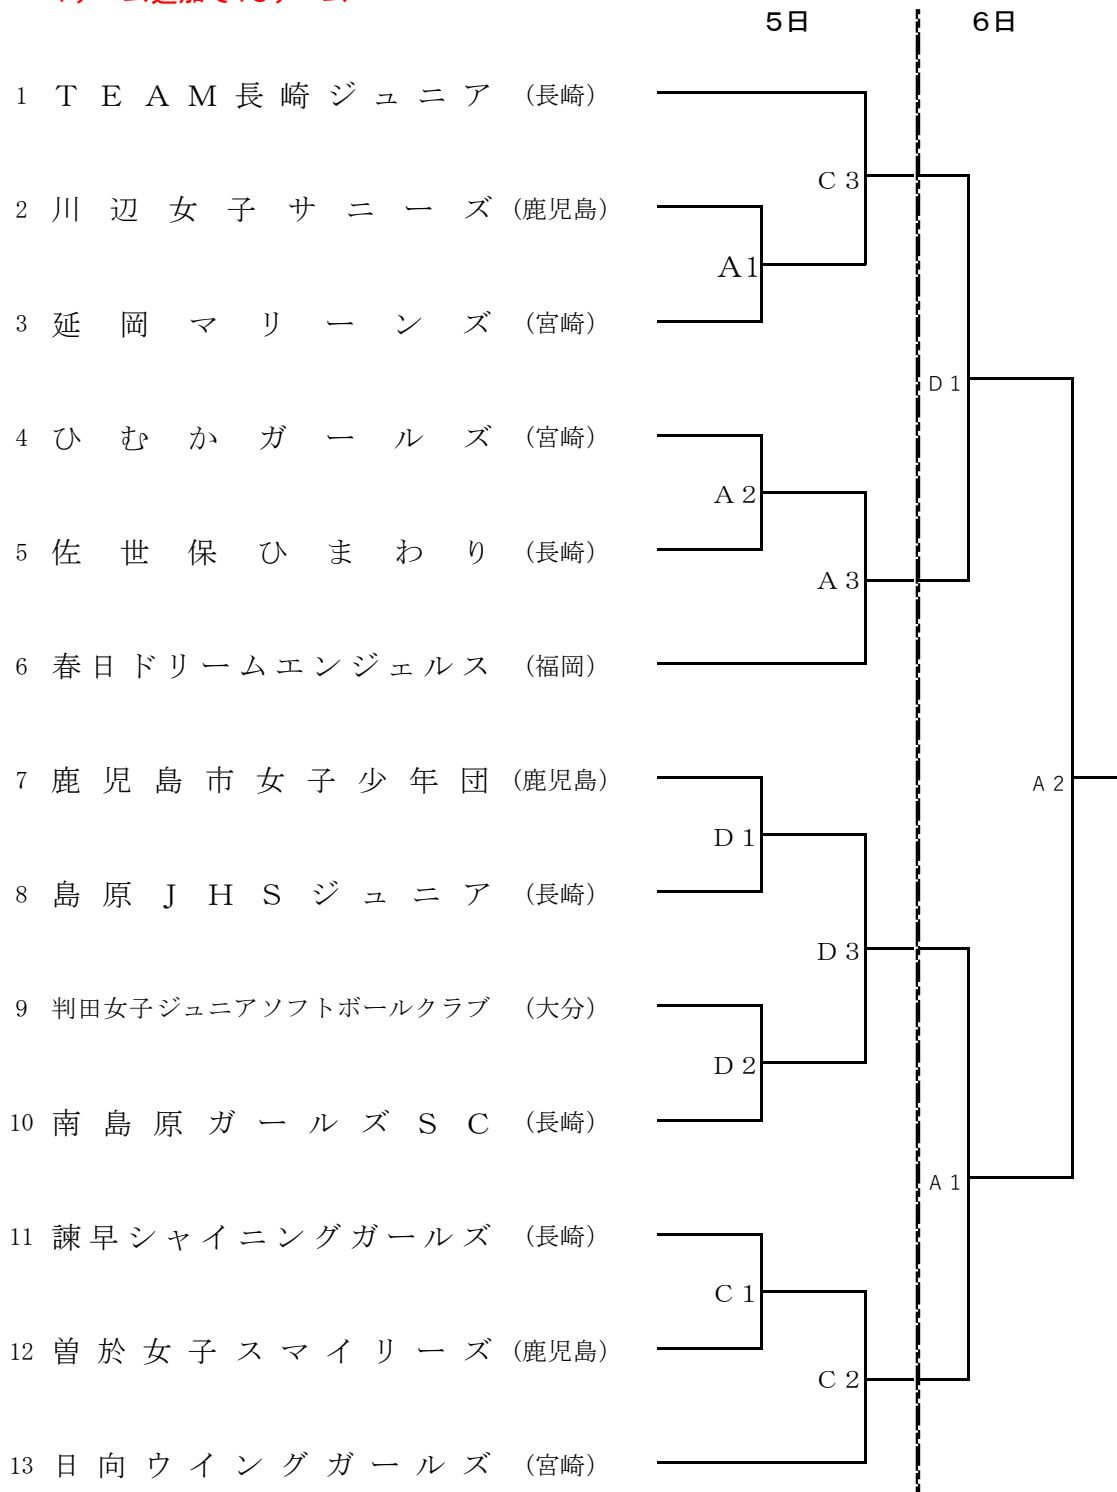 5日 6日
1 TEAM長崎ジュニア (長崎)
C3
2 川辺女子サニーズ (鹿児島)
A1
3 延岡マリーンズ (宮崎)
D1
4 ひむかガールズ (宮崎)
A2
5 佐世保ひまわり (長崎)
A3
6 春日ドリームエンジェルス (福岡)
7 鹿児島市女子少年団 (鹿児島)
A2
D1
8 島原JHSジュニア (長崎)
D3
9 判田女子ジュニアソフトボールクラブ (大分)
D2
10 南島原ガールズSC (長崎)
A1
11 諫早シャイニングガールズ (長崎)
C1
12 曽於女子スマイリーズ (鹿児島)
C2
13 日向ウイングガールズ (宮崎)